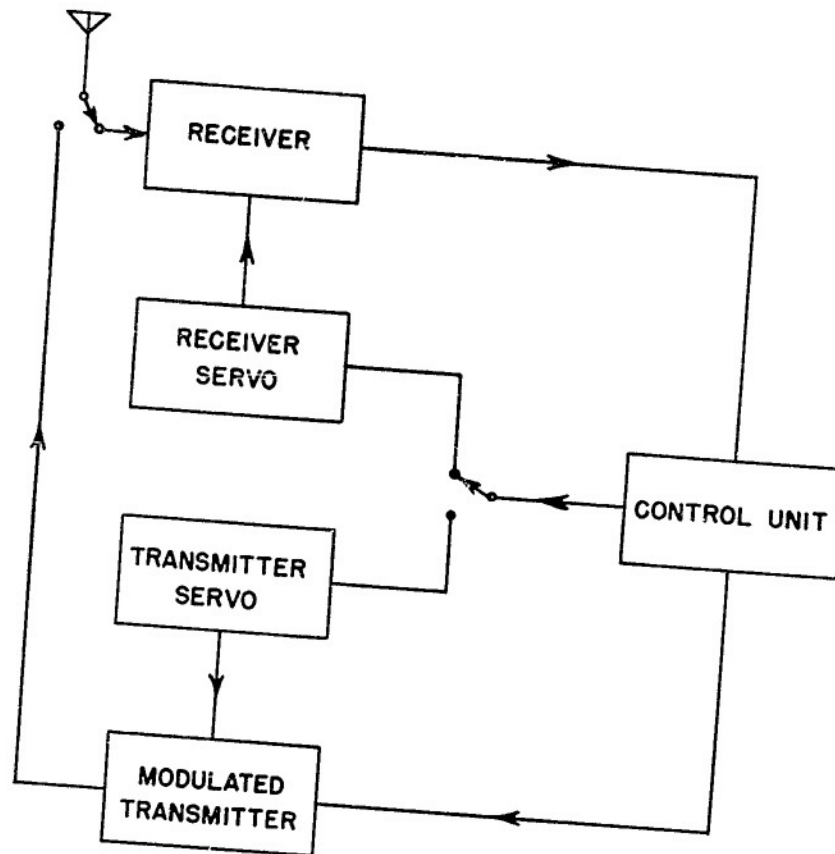 RECEIVER
RECEIVER
SERVO
CONTROL UNIT
TRANSMITTER
SERVO
MODULATED
TRANSMITTER